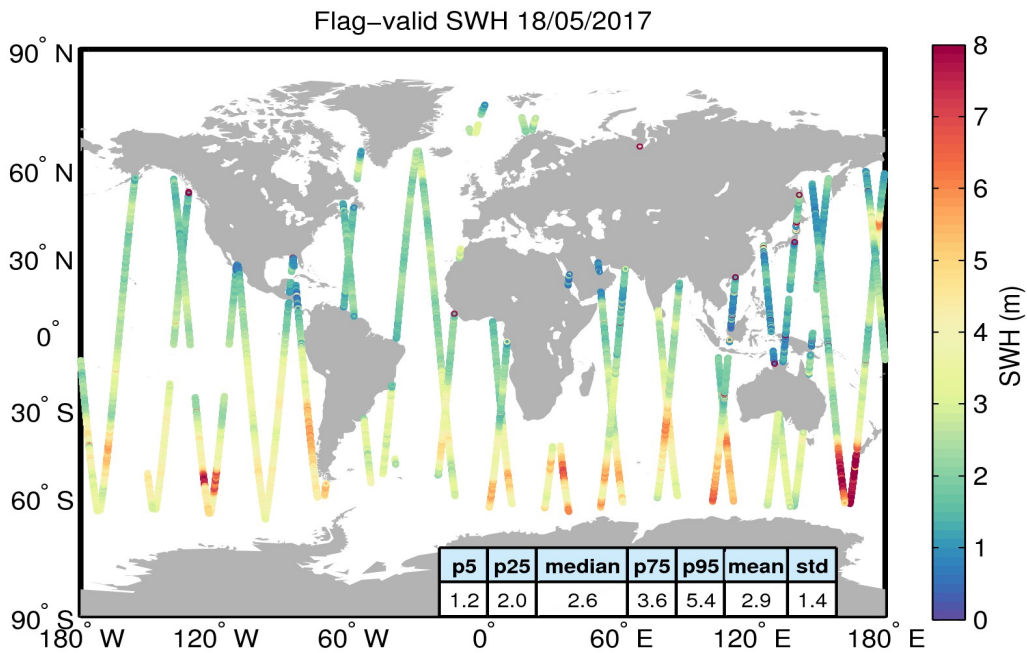 Flag−valid SWH 18/05/2017
90° N
60° N
30° N
0°
30° S
60° S
90° S
180° W
120° W
60° W
0°
60° E
120° E
180° E
p5 p25 median p75 p95 mean std
1.2 2.0 2.6 3.6 5.4 2.9 1.4
8
7
6
5
4
3
2
1
0
SWH (m)